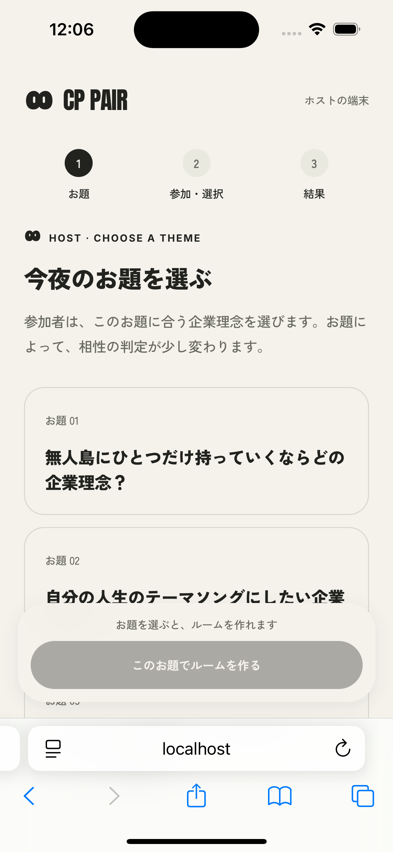 12:06
CP PAIR
ホストの端末
1
2
3
お題
参加・選択
結果
HOST · CHOOSE A THEME
今夜のお題を選ぶ
参加者は、このお題に合う企業理念を選びます。お題に
よって、相性の判定が少し変わります。
お題 01
無人島にひとつだけ持っていくならどの
企業理念？
お題 02
自分の人生のテーマソングにしたい企業
お題を選ぶと、ルームを作れます
このお題でルームを作る
localhost